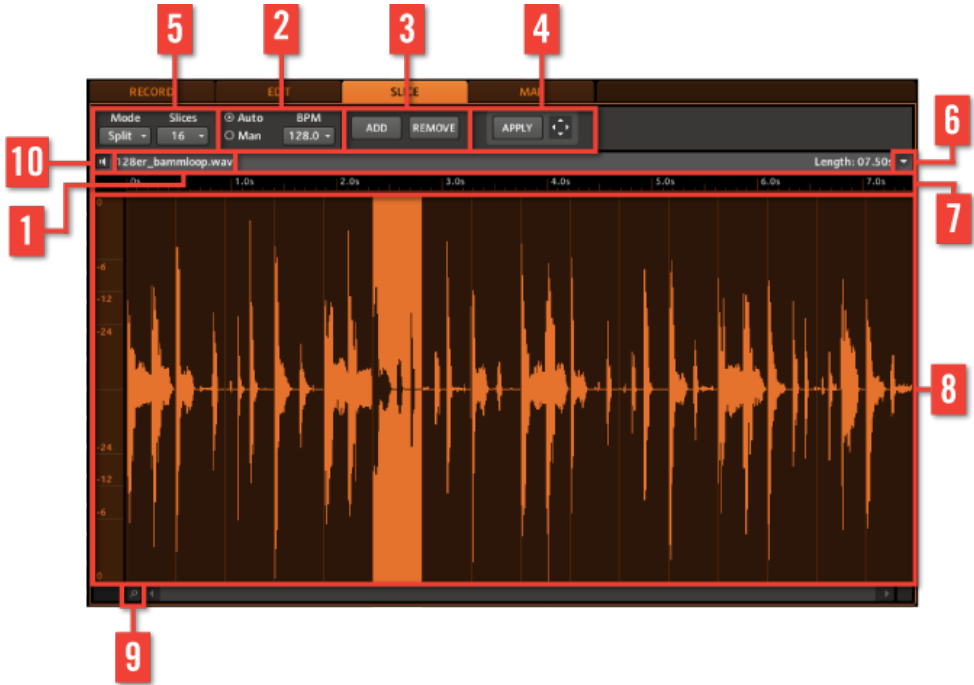 5 2 3 4
RECORD EDIT SLICE MAP
Mode Slices Auto BPM
Split 16 Man 128.0 ADD REMOVE APPLY
6
10
128er_bammloop.wav Length: 07.50s
0s 1.0s 2.0s 3.0s 4.0s 5.0s 6.0s 7.0s
1
7
0
-6
-12
-24
8
-24
-12
-6
0
9